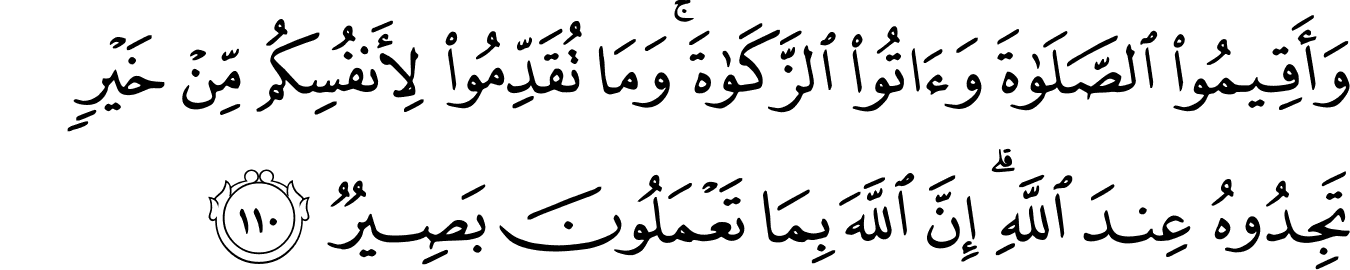 وَأَقِيمُوا۟ ٱلصَّلَوٰةَ وَءَاتُوا۟ ٱلزَّكَوٰةَ ۚ وَمَا تُقَدِّمُوا۟ لِأَنفُسِكُم مِّنْ خَيْرٍ
تَجِدُوهُ عِندَ ٱللَّهِ ۗ إِنَّ ٱللَّهَ بِمَا تَعْمَلُونَ بَصِيرٌ ١١٠